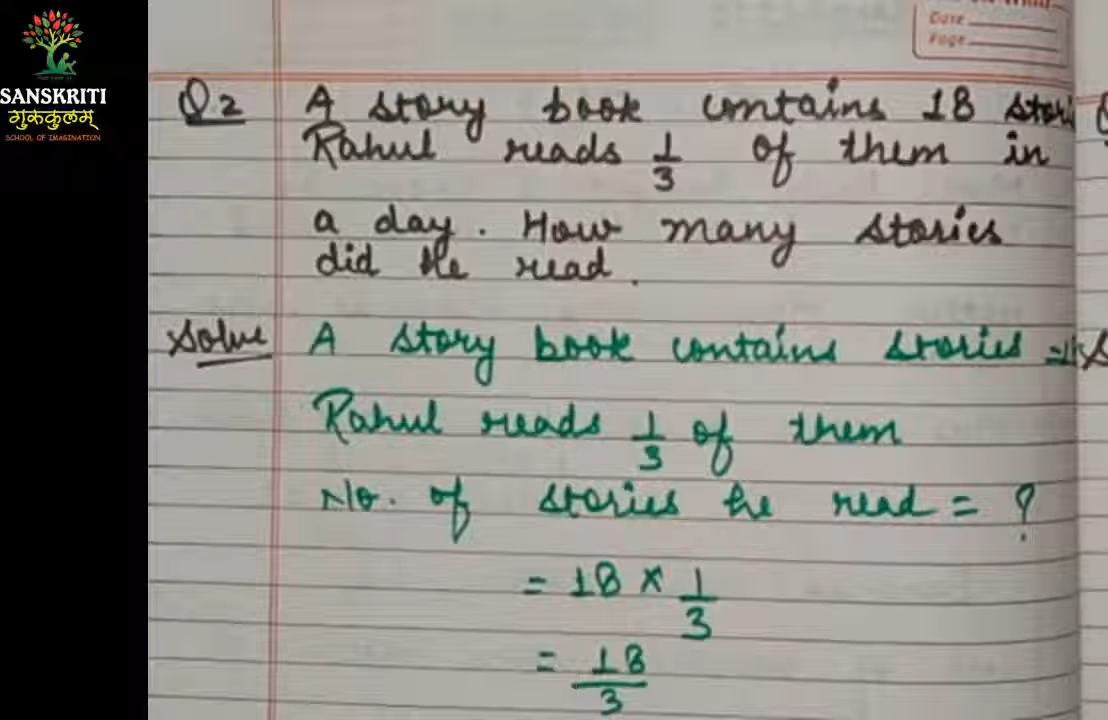 SANSKRITI
गुरुकुलम्
SCHOOL OF IMAGINATION
Date
Page
Q2 A story book contains 18 stori
Rahul reads 1/3 of them in
a day. How many stories
did he read.
Solve A story book contains stories =
Rahul reads 1/3 of them
No. of stories he read = ?
= 18 × 1/3
= 18/3